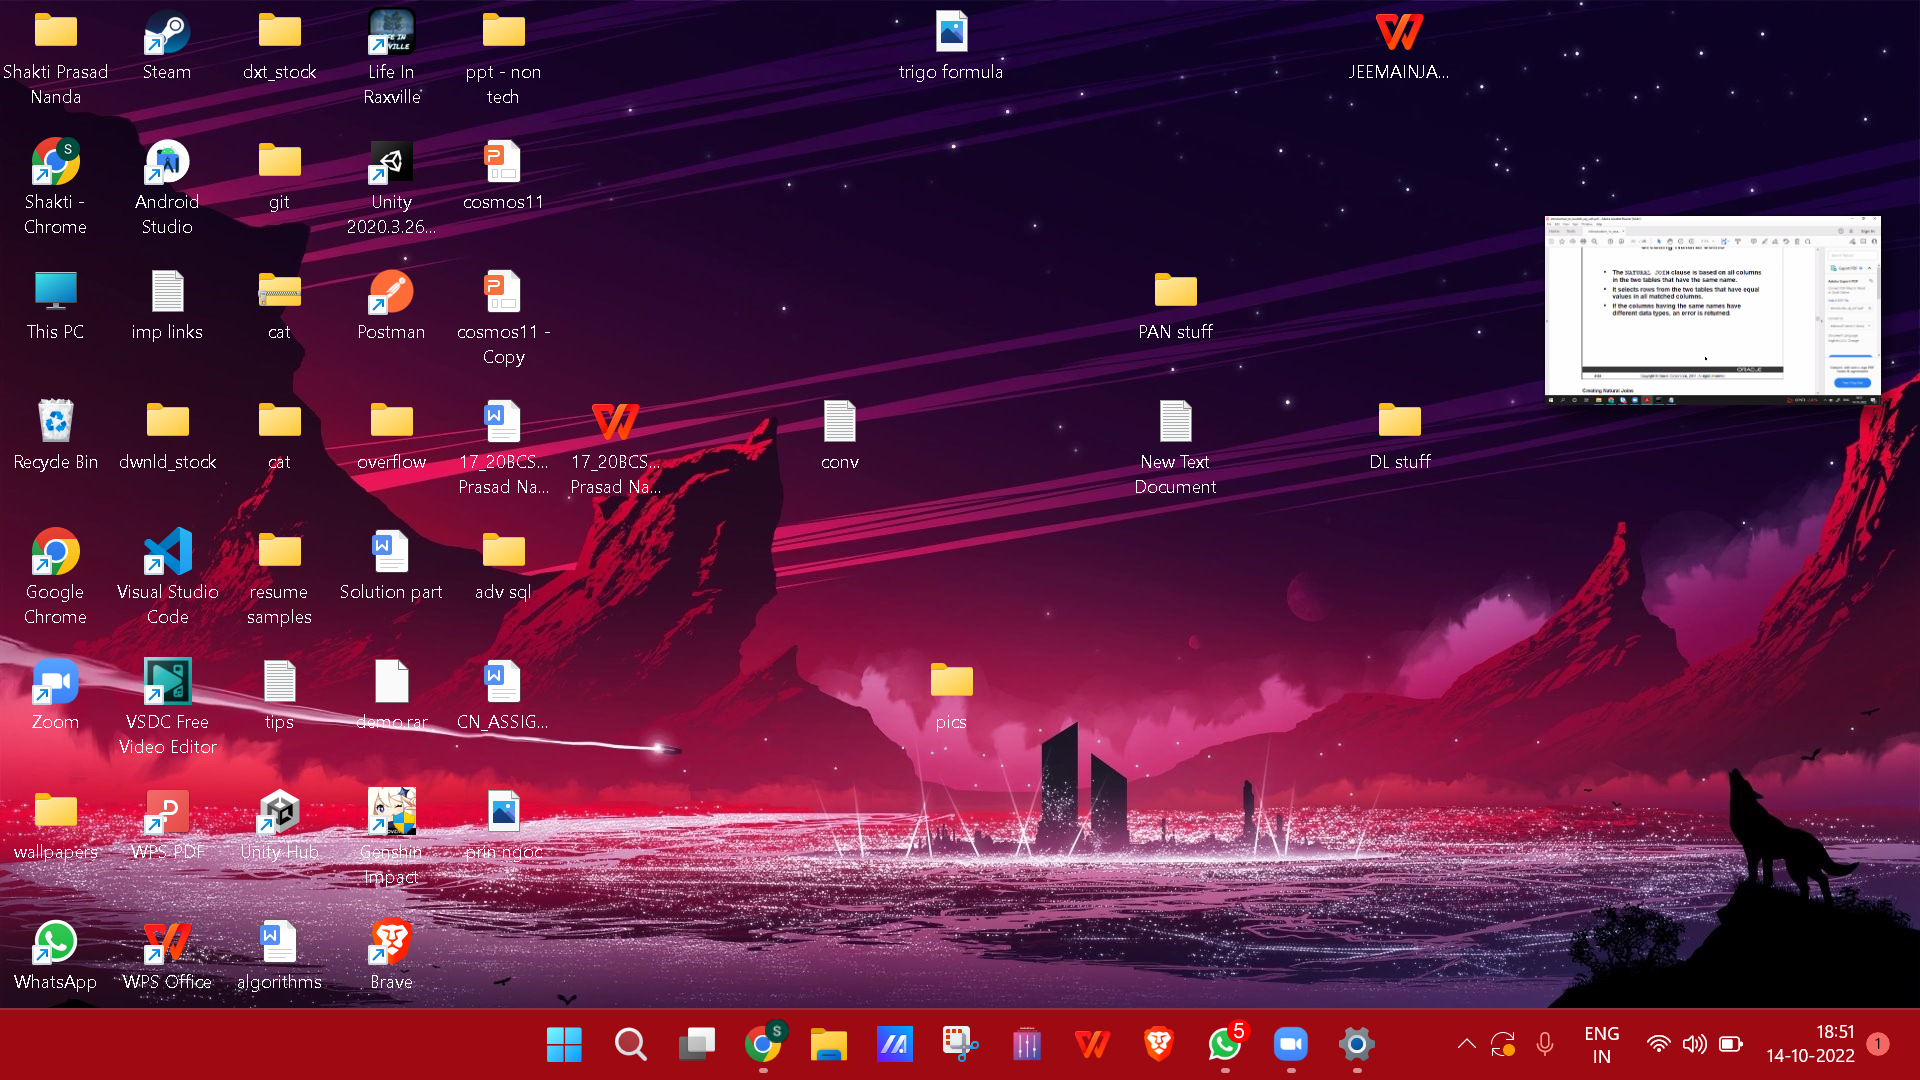 Shakti Prasad
Nanda
Steam
dxt_stock
Life In
Raxville
ppt - non
tech
trigo formula
JEEMAINJA...
Shakti -
Chrome
Android
Studio
git
Unity
2020.3.26...
cosmos11
This PC
imp links
cat
Postman
cosmos11 -
Copy
PAN stuff
The NATURAL JOIN clause is based on all columns
in the two tables that have the same name.
It selects rows from the two tables that have equal
values in all matched columns.
If the columns having the same names have
different data types, an error is returned.
ORACLE
Creating Natural Joins
Recycle Bin
dwnld_stock
cat
overflow
17_20BCS...
Prasad Na...
17_20BCS...
Prasad Na...
conv
New Text
Document
DL stuff
Google
Chrome
Visual Studio
Code
resume
samples
Solution part
adv sql
Zoom
VSDC Free
Video Editor
tips
demo.rar
CN_ASSIG...
pics
wallpapers
WPS PDF
Unity Hub
Genshin
Impact
prin ngoc
WhatsApp
WPS Office
algorithms
Brave
S
5
ENG
IN
18:51
14-10-2022
1